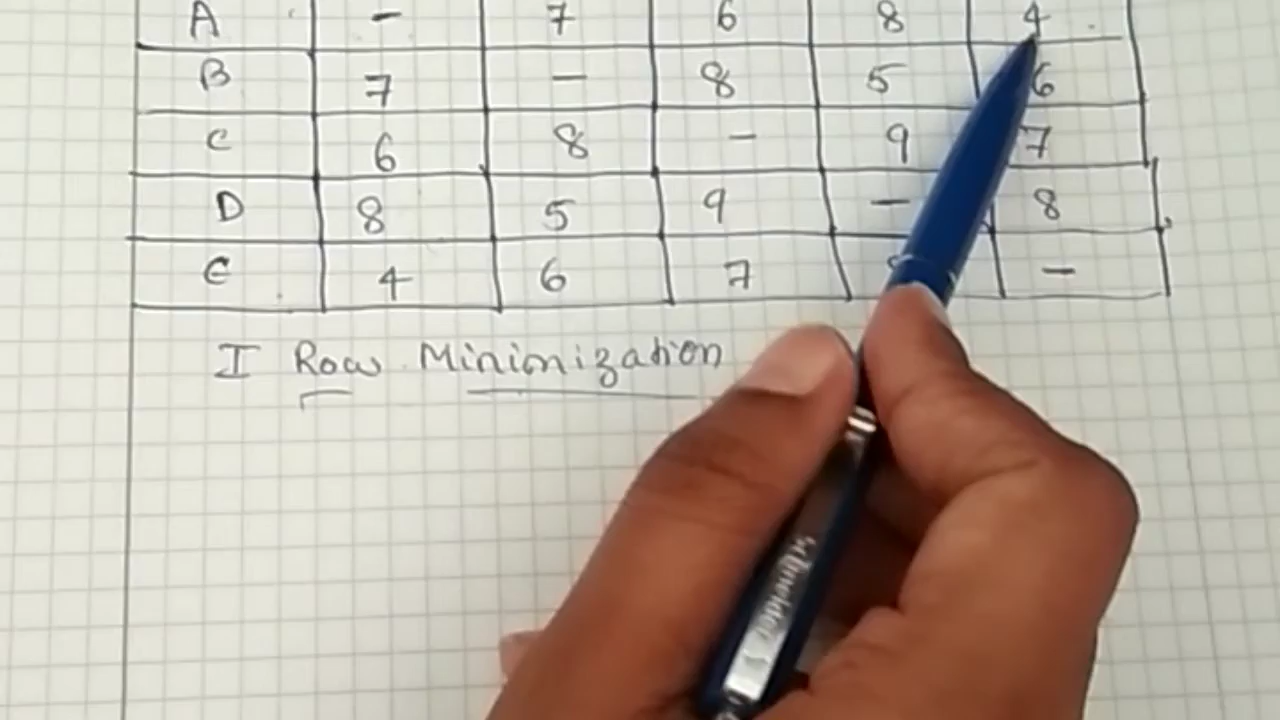 A - 7 6 8 4
B 7 - 8 5 6
C 6 8 - 9 7
D 8 5 9 - 8
E 4 6 7 -
I Row Minimization
Schneider